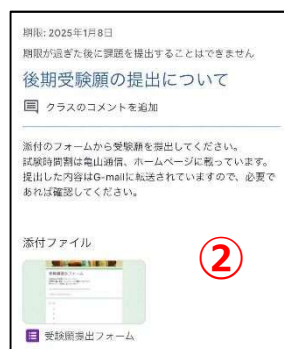 期限: 2025年1月8日
期限が過ぎた後に課題を提出することはできません
後期受験願の提出について
クラスのコメントを追加
添付のフォームから受験願を提出してください。
試験時間割は亀山通信、ホームページに載っています。
提出した内容はG-mailに転送されていますので、必要で
あれば確認してください。
添付ファイル
②
受験願提出フォーム